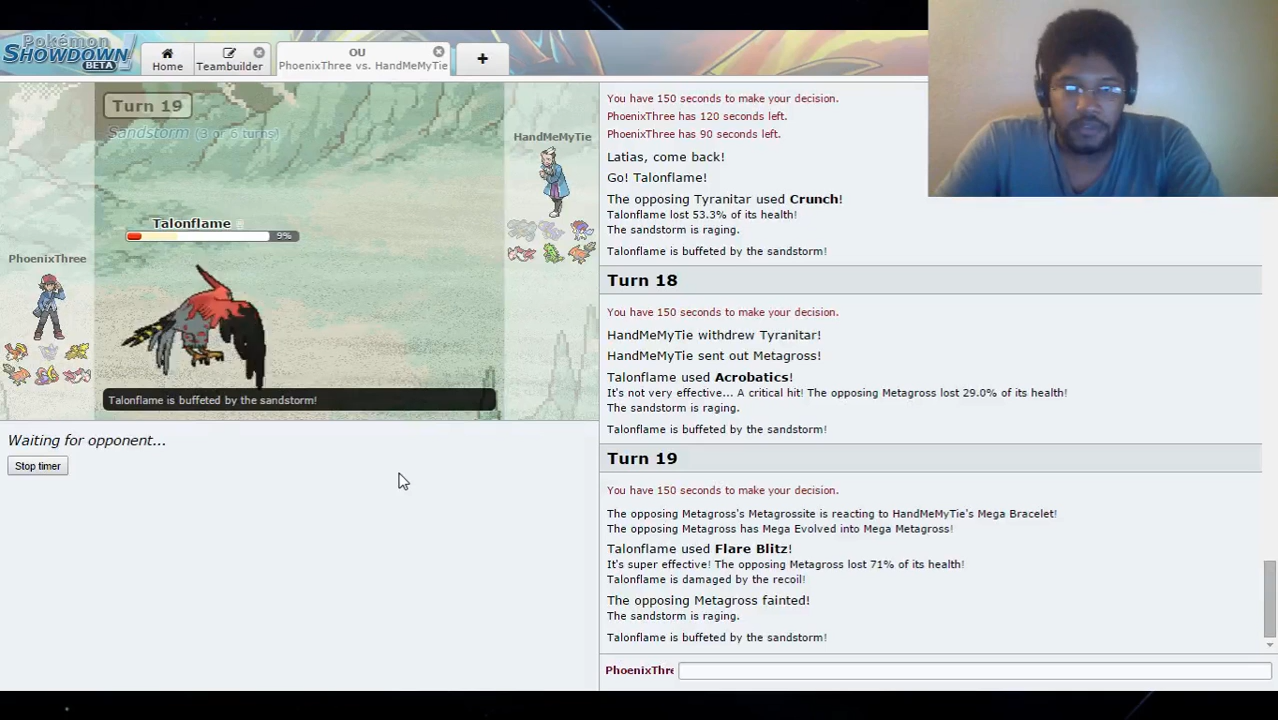 Pokémon
SHOWDOWN!
BETA
Home
Teambuilder
OU
PhoenixThree vs. HandMeMyTie
+
Turn 19
Sandstorm (3 or 6 turns)
HandMeMyTie
Talonflame
9%
PhoenixThree
Talonflame is buffeted by the sandstorm!
Waiting for opponent...
Stop timer
You have 150 seconds to make your decision.
PhoenixThree has 120 seconds left.
PhoenixThree has 90 seconds left.
Latias, come back!
Go! Talonflame!
The opposing Tyranitar used Crunch!
Talonflame lost 53.3% of its health!
The sandstorm is raging.
Talonflame is buffeted by the sandstorm!
Turn 18
You have 150 seconds to make your decision.
HandMeMyTie withdrew Tyranitar!
HandMeMyTie sent out Metagross!
Talonflame used Acrobatics!
It's not very effective... A critical hit! The opposing Metagross lost 29.0% of its health!
The sandstorm is raging.
Talonflame is buffeted by the sandstorm!
Turn 19
You have 150 seconds to make your decision.
The opposing Metagross's Metagrossite is reacting to HandMeMyTie's Mega Bracelet!
The opposing Metagross has Mega Evolved into Mega Metagross!
Talonflame used Flare Blitz!
It's super effective! The opposing Metagross lost 71% of its health!
Talonflame is damaged by the recoil!
The opposing Metagross fainted!
The sandstorm is raging.
Talonflame is buffeted by the sandstorm!
PhoenixThre